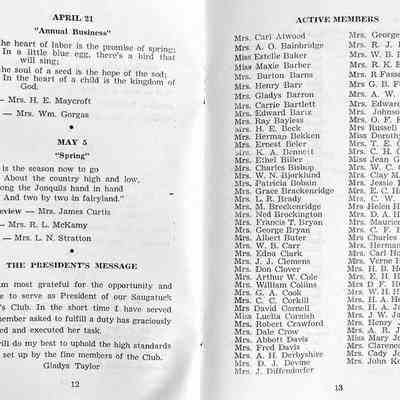 APRIL 21
"Annual Business"
he heart of labor is the promise of spring;
In a little blue egg, there's a bird that
will sing;
he soul of a seed is the hope of the sod;
In the heart of a child is the kingdom of
God.
— Mrs. H. E. Maycroft
— Mrs. Wm. Gorgas
MAY 5
"Spring"
is the season now to go
About the country high and low,
ong the Jonquils hand in hand
And two by two in fairyland."
eview — Mrs. James Curtis
— Mrs. R. L. McKamy
— Mrs. L. N. Stratton
THE PRESIDENT'S MESSAGE
m most grateful for the opportunity and
e to serve as President of our Saugatuck
's Club. In the short time I have served
ember asked to fulfill a duty has graciously
ed and executed her task.
ill do my best to uphold the high standards
set up by the fine members of the Club.
Gladys Taylor
12
ACTIVE MEMBERS
Mrs. Carl Atwood
Mrs. A. O. Bainbridge
Miss Estelle Baker
Miss Maxie Barber
Mrs. Burton Barns
Mrs. Henry Barr
Mrs. Gladys Barron
Mrs. Carrie Bartlett
Mrs. Edward Bartz
Mrs. Ray Bayless
Mrs. H. E. Beck
Mrs. Herman Bekken
Mrs. Ernest Beler
Mrs. K. A. Bennett
Mrs. Ethel Biller
Mrs. Charles Bishop
Mrs. W. N. Bjorklund
Mrs. Patricia Bobsin
Mrs. Grace Brackenridge
Mrs. L. R. Brady
Mrs. M. Breckenridge
Mrs. Ned Brockington
Mrs. Francis T. Bryan
Mrs. George Bryan
Mrs. Albert Buter
Mrs. W. B. Carr
Mrs. Edna Clark
Mrs. J. J. Clemens
Mrs. Don Clover
Mrs. Arthur W. Cole
Mrs. William Collins
Mrs. G. A. Cook
Mrs. C. C. Corkill
Mrs. David Cornell
Miss Luella Cornish
Mrs. Robert Crawford
Mrs. Dale Crow
Mrs. Abbott Davis
Mrs. Fred Davis
Mrs. A. H. Derbyshire
Mrs. D. J. Devine
Mrs. J. Diffenderfer
Mrs. George
Mrs. R. J.
Mrs. W. B.
Mrs. R. K.
Mrs. R Fasse
Mrs. G. B. F
Mrs. A. W.
Mrs. Edward
Mrs. Johnson
Mrs. O. F.
Mrs Russell
Miss Dorothy
Mrs. T. E.
Mrs. C. H.
Miss Jean G
Mrs. W. T.
Mrs. Clay M
Mrs. Jessie
Mrs. E. C. Ha
Mrs. C. W
Mrs Helen H
Mrs. D. A. H
Mrs. Maurice
Mrs. C. F.
Mrs. Charles
Mrs. Herman
Mrs. Carl Ho
Mrs. Verne
Mrs. H. B. H
Mrs. E. H
Mrs D F. H
Mrs. W. H
Mrs. H. A.
Mrs. J. W. Ja
Mrs. Henry J
Mrs. A. R. J
Miss Mary Jo
Mrs. Clarence
Mrs. Cady
Mrs. John K
13